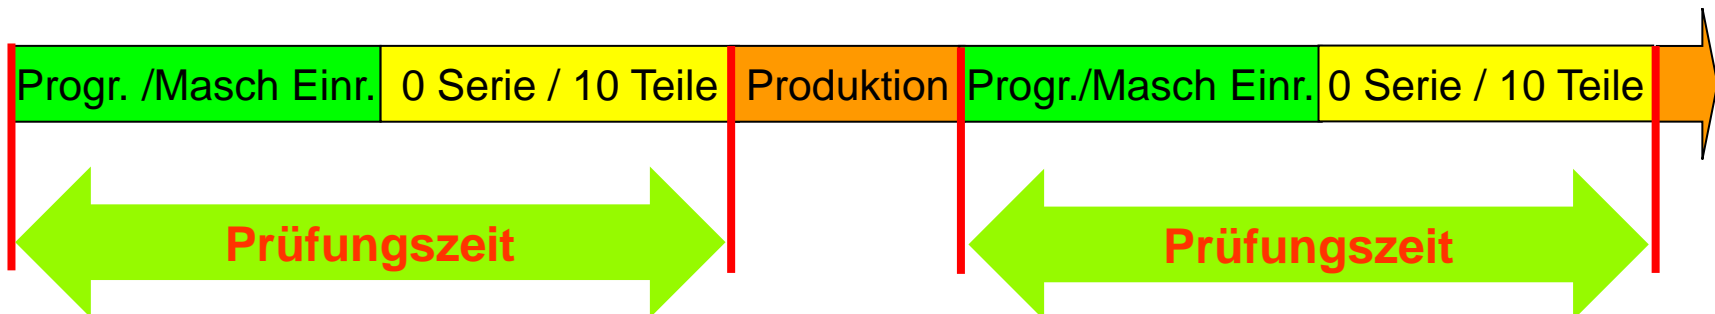 Progr. /Masch Einr. 0 Serie / 10 Teile Produktion Progr./Masch Einr. 0 Serie / 10 Teile
Prüfungszeit Prüfungszeit